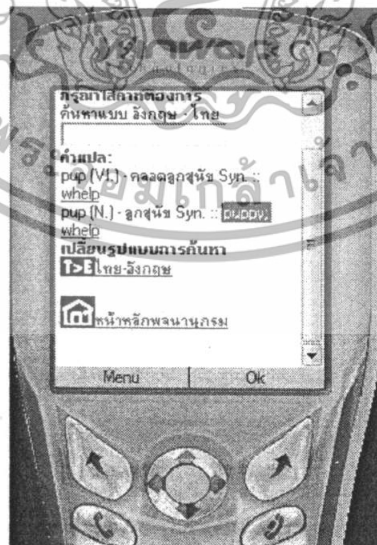 กรุณาใส่คำที่ต้องการ
ค้นหาแบบ อังกฤษ - ไทย
คำแปล:
pup (VI.) - คลอดลูกสุนัข Syn. ::
whelp
pup (N.) - ลูกสุนัข Syn. :: puppy;
whelp
เปลี่ยนรูปแบบการค้นหา
T>E ไทย-อังกฤษ
หน้าหลักพจนานุกรม
Menu Ok